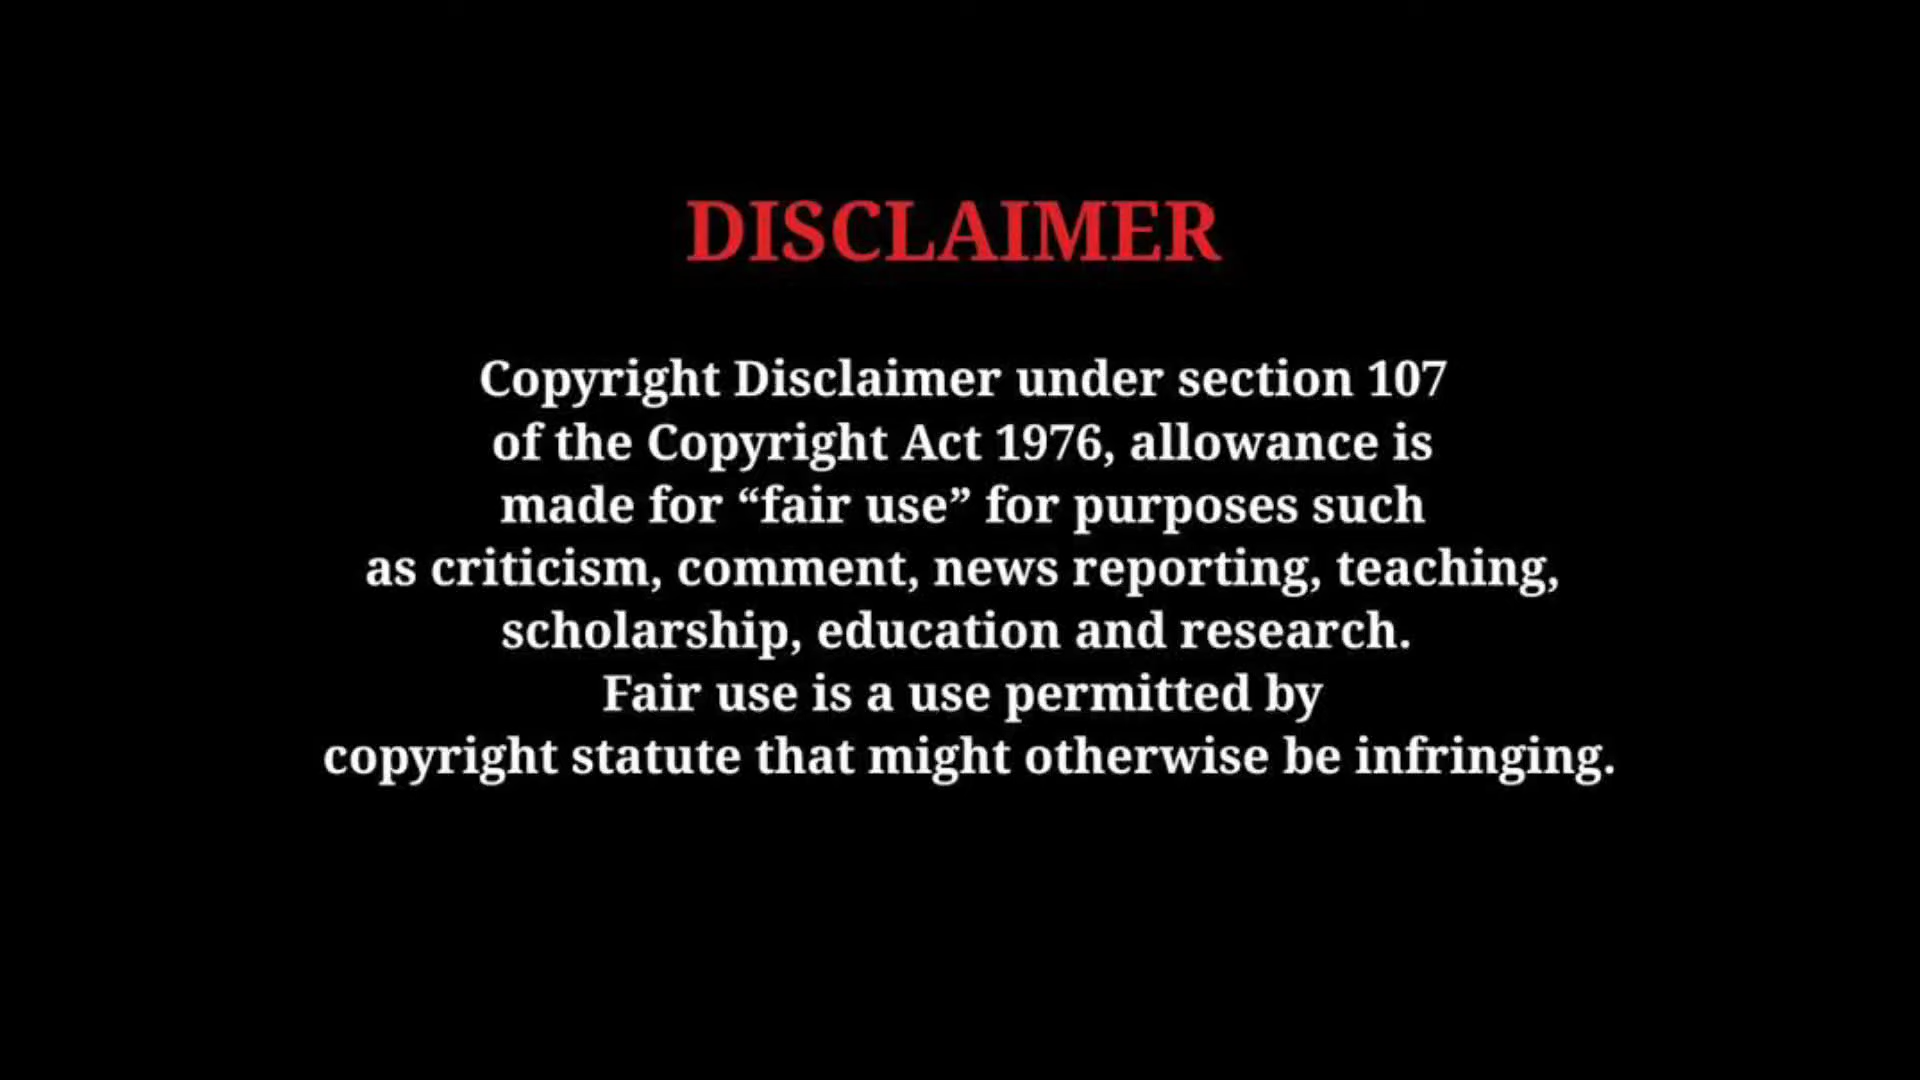 DISCLAIMER
Copyright Disclaimer under section 107
of the Copyright Act 1976, allowance is
made for “fair use” for purposes such
as criticism, comment, news reporting, teaching,
scholarship, education and research.
Fair use is a use permitted by
copyright statute that might otherwise be infringing.